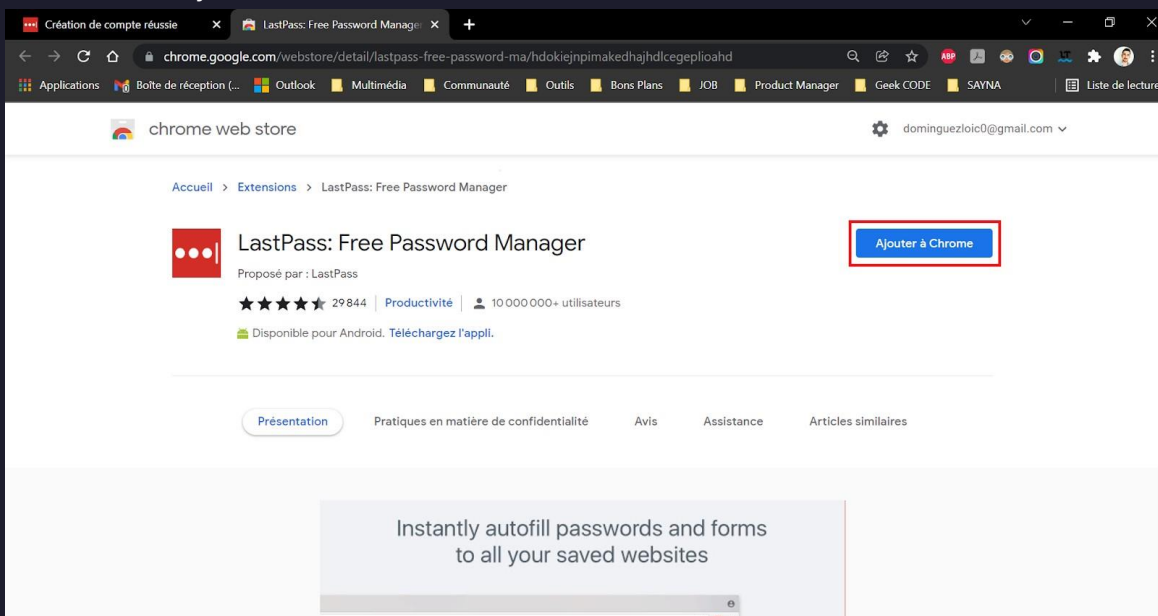 Création de compte réussie
LastPass: Free Password Manager
chrome.google.com/webstore/detail/lastpass-free-password-ma/hdokiejnpimakedhajhdlcegeplioahd
Applications Boîte de réception (... Outlook Multimédia Communauté Outils Bons Plans JOB Product Manager Geek CODE SAYNA Liste de lecture
chrome web store
dominguezloic0@gmail.com
Accueil > Extensions > LastPass: Free Password Manager
LastPass: Free Password Manager
Ajouter à Chrome
Proposé par : LastPass
29 844 | Productivité | 10 000 000+ utilisateurs
Disponible pour Android. Téléchargez l'appli.
Présentation Pratiques en matière de confidentialité Avis Assistance Articles similaires
Instantly autofill passwords and forms
to all your saved websites